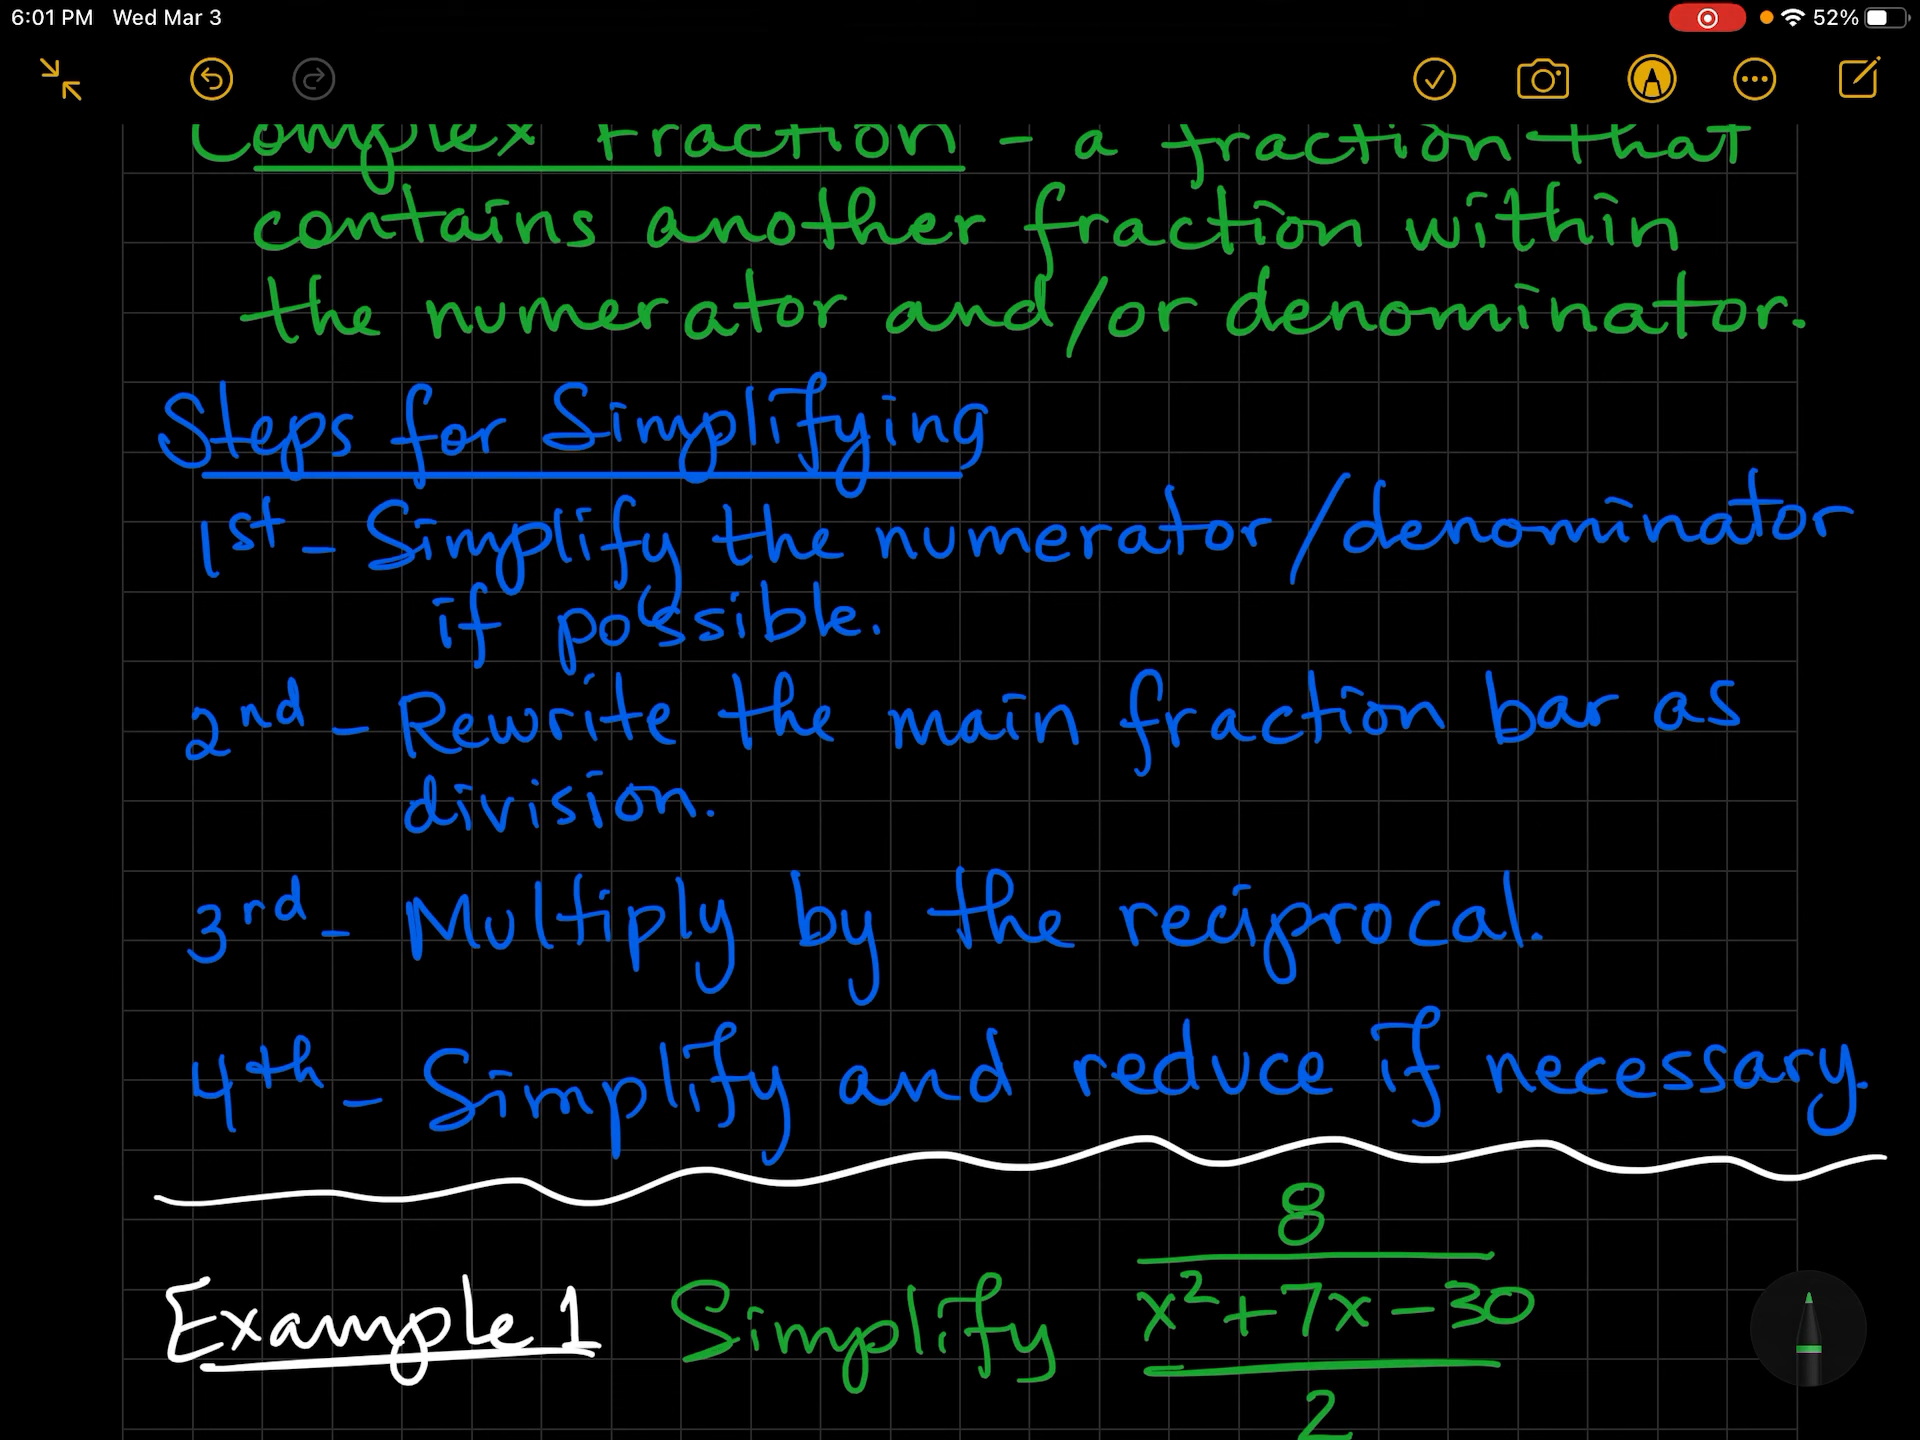 6:01 PM Wed Mar 3 52%
Complex Fraction - a fraction that
contains another fraction within
the numerator and/or denominator.
Steps for Simplifying
1st - Simplify the numerator/denominator
if possible.
2nd - Rewrite the main fraction bar as
division.
3rd - Multiply by the reciprocal.
4th - Simplify and reduce if necessary.
8
Example 1 Simplify x²+7x-30
2